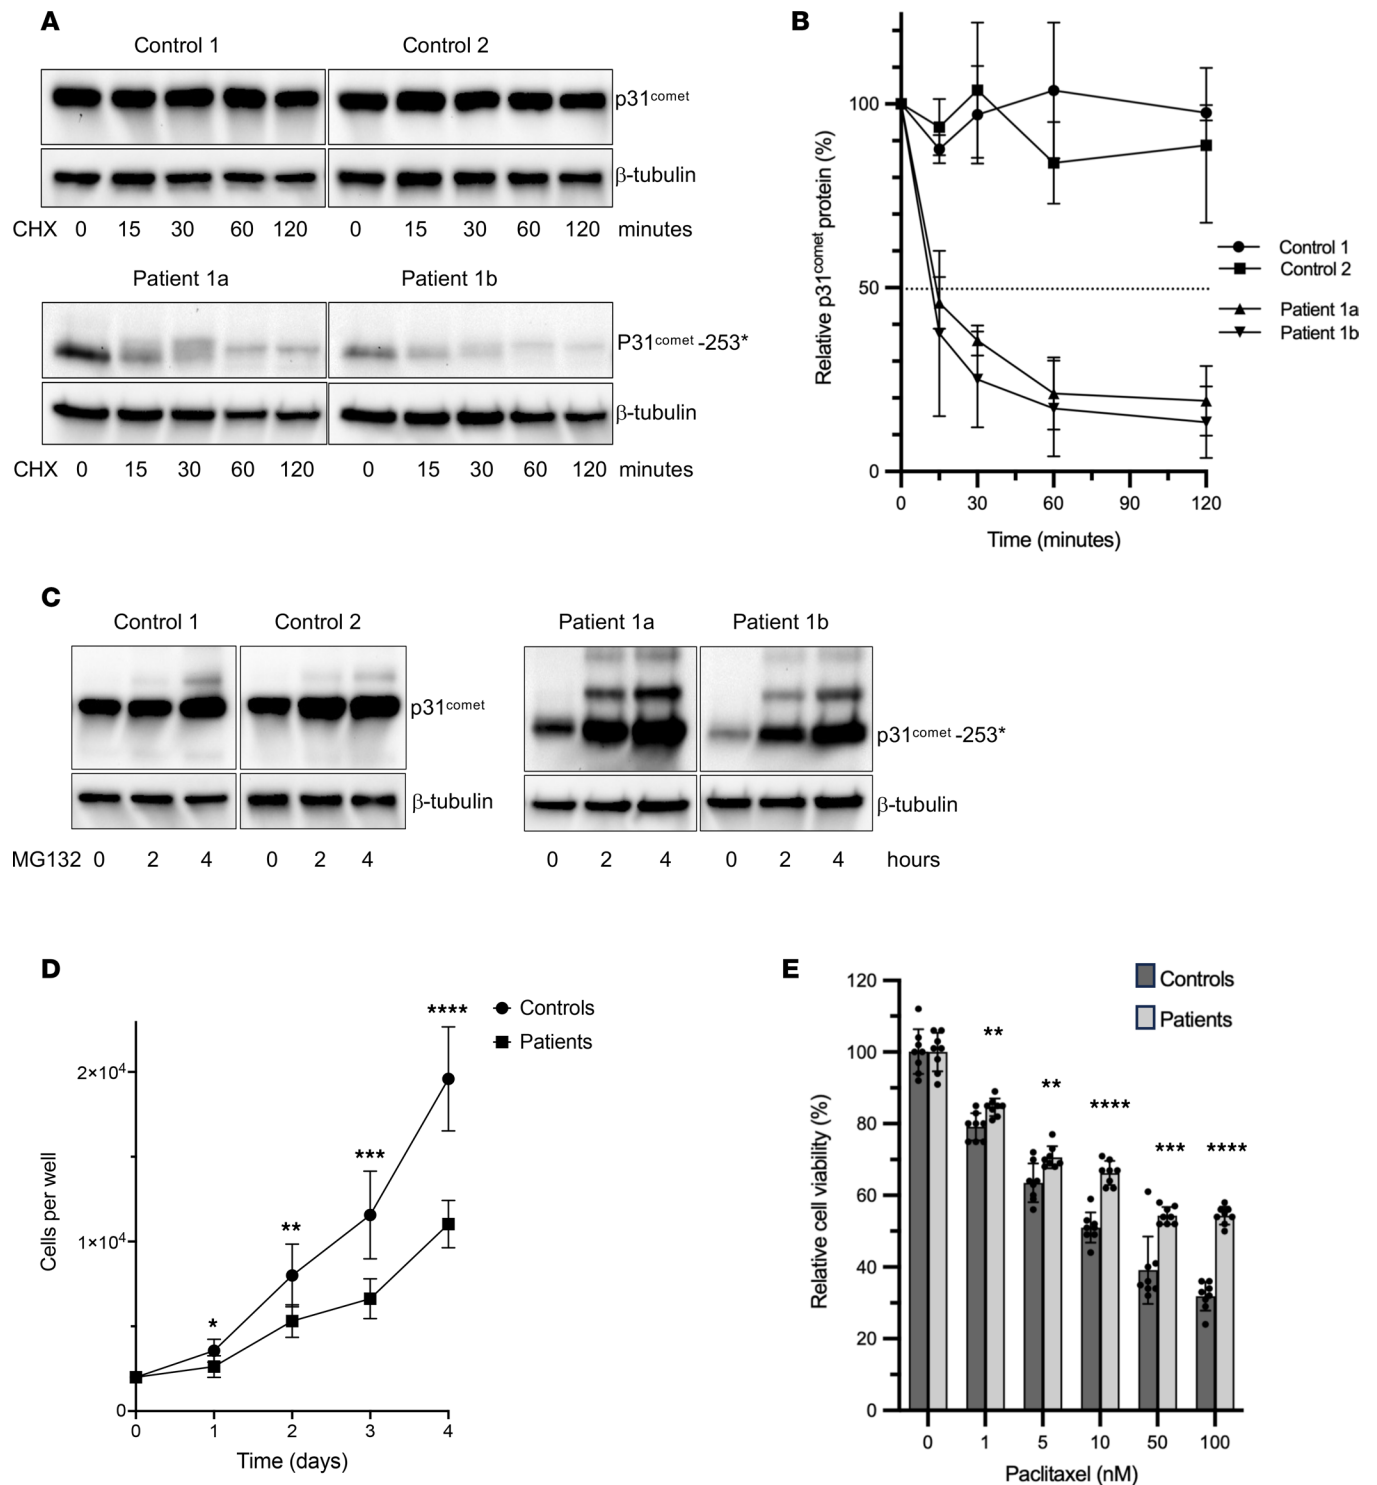 A
Control 1 Control 2
p31comet
β-tubulin
CHX 0 15 30 60 120 0 15 30 60 120 minutes
Patient 1a Patient 1b
P31comet -253*
β-tubulin
CHX 0 15 30 60 120 0 15 30 60 120 minutes
B
Relative p31comet protein (%)
100
50
0
0 30 60 90 120
Time (minutes)
Control 1
Control 2
Patient 1a
Patient 1b
C
Control 1 Control 2 Patient 1a Patient 1b
p31comet
p31comet -253*
β-tubulin
β-tubulin
MG132 0 2 4 0 2 4 0 2 4 0 2 4 hours
D
Cells per well
2×10⁴
1×10⁴
0
0 1 2 3 4
Time (days)
*
**
***
****
Controls
Patients
E
Relative cell viability (%)
120
100
80
60
40
20
0
0 1 5 10 50 100
Paclitaxel (nM)
**
**
****
***
****
Controls
Patients